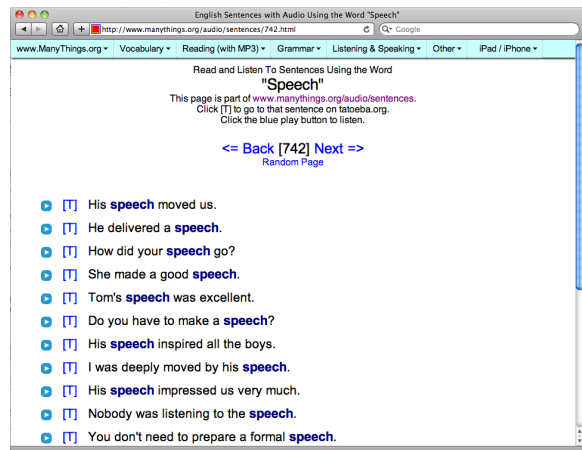 English Sentences with Audio Using the Word "Speech"
http://www.manythings.org/audio/sentences/742.html
Google
www.ManyThings.org Vocabulary Reading (with MP3) Grammar Listening & Speaking Other iPad / iPhone
Read and Listen To Sentences Using the Word
"Speech"
This page is part of www.manythings.org/audio/sentences.
Click [T] to go to that sentence on tatoeba.org.
Click the blue play button to listen.
<= Back [742] Next =>
Random Page
[T] His speech moved us.
[T] He delivered a speech.
[T] How did your speech go?
[T] She made a good speech.
[T] Tom's speech was excellent.
[T] Do you have to make a speech?
[T] His speech inspired all the boys.
[T] I was deeply moved by his speech.
[T] His speech impressed us very much.
[T] Nobody was listening to the speech.
[T] You don't need to prepare a formal speech.